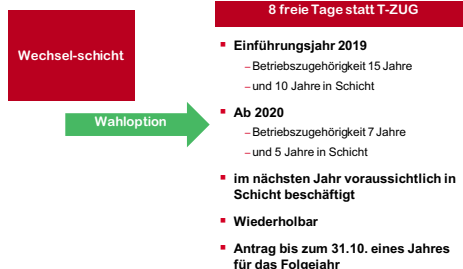 8 freie Tage statt T-ZUG
Wechsel-schicht
Wahloption
▪ Einführungsjahr 2019
–Betriebszugehörigkeit 15 Jahre
–und 10 Jahre in Schicht
▪ Ab 2020
–Betriebszugehörigkeit 7 Jahre
–und 5 Jahre in Schicht
▪ im nächsten Jahr voraussichtlich in
Schicht beschäftigt
▪ Wiederholbar
▪ Antrag bis zum 31.10. eines Jahres
für das Folgejahr